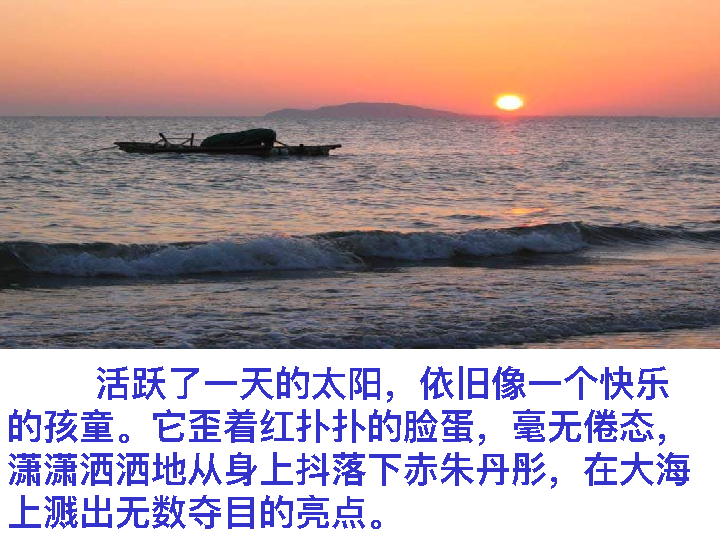 活跃了一天的太阳，依旧像一个快乐
的孩童。它歪着红扑扑的脸蛋，毫无倦态，
潇潇洒洒地从身上抖落下赤朱丹彤，在大海
上溅出无数夺目的亮点。